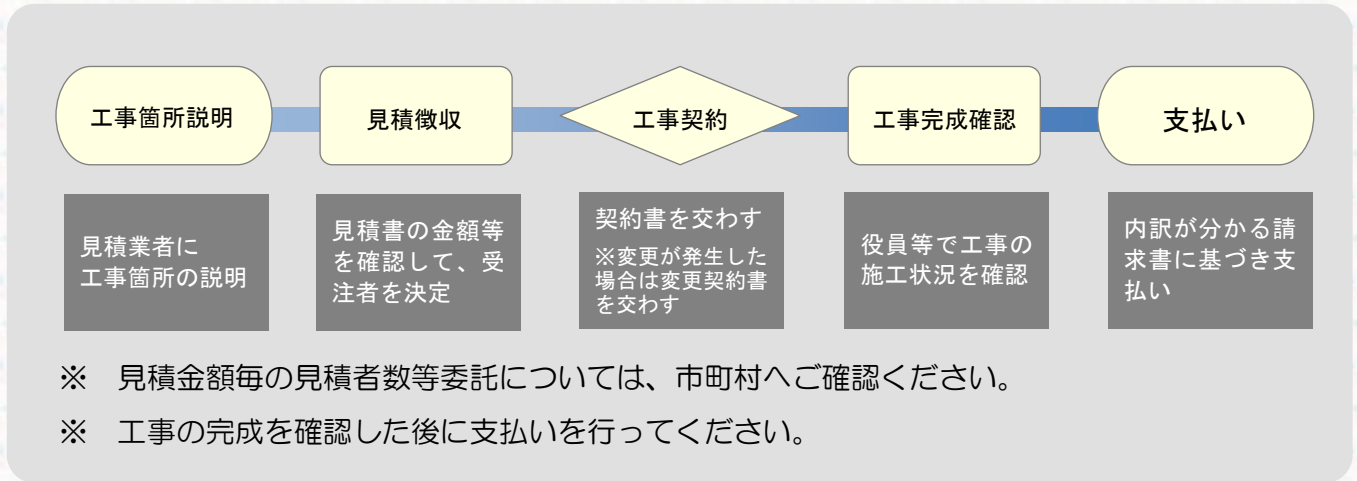 工事箇所説明
見積徴収
工事契約
工事完成確認
支払い
見積業者に
工事箇所の説明
見積書の金額等
を確認して、受
注者を決定
契約書を交わす
※変更が発生した
場合は変更契約書
を交わす
役員等で工事の
施工状況を確認
内訳が分かる請
求書に基づき支
払い
※　見積金額毎の見積者数等委託については、市町村へご確認ください。
※　工事の完成を確認した後に支払いを行ってください。